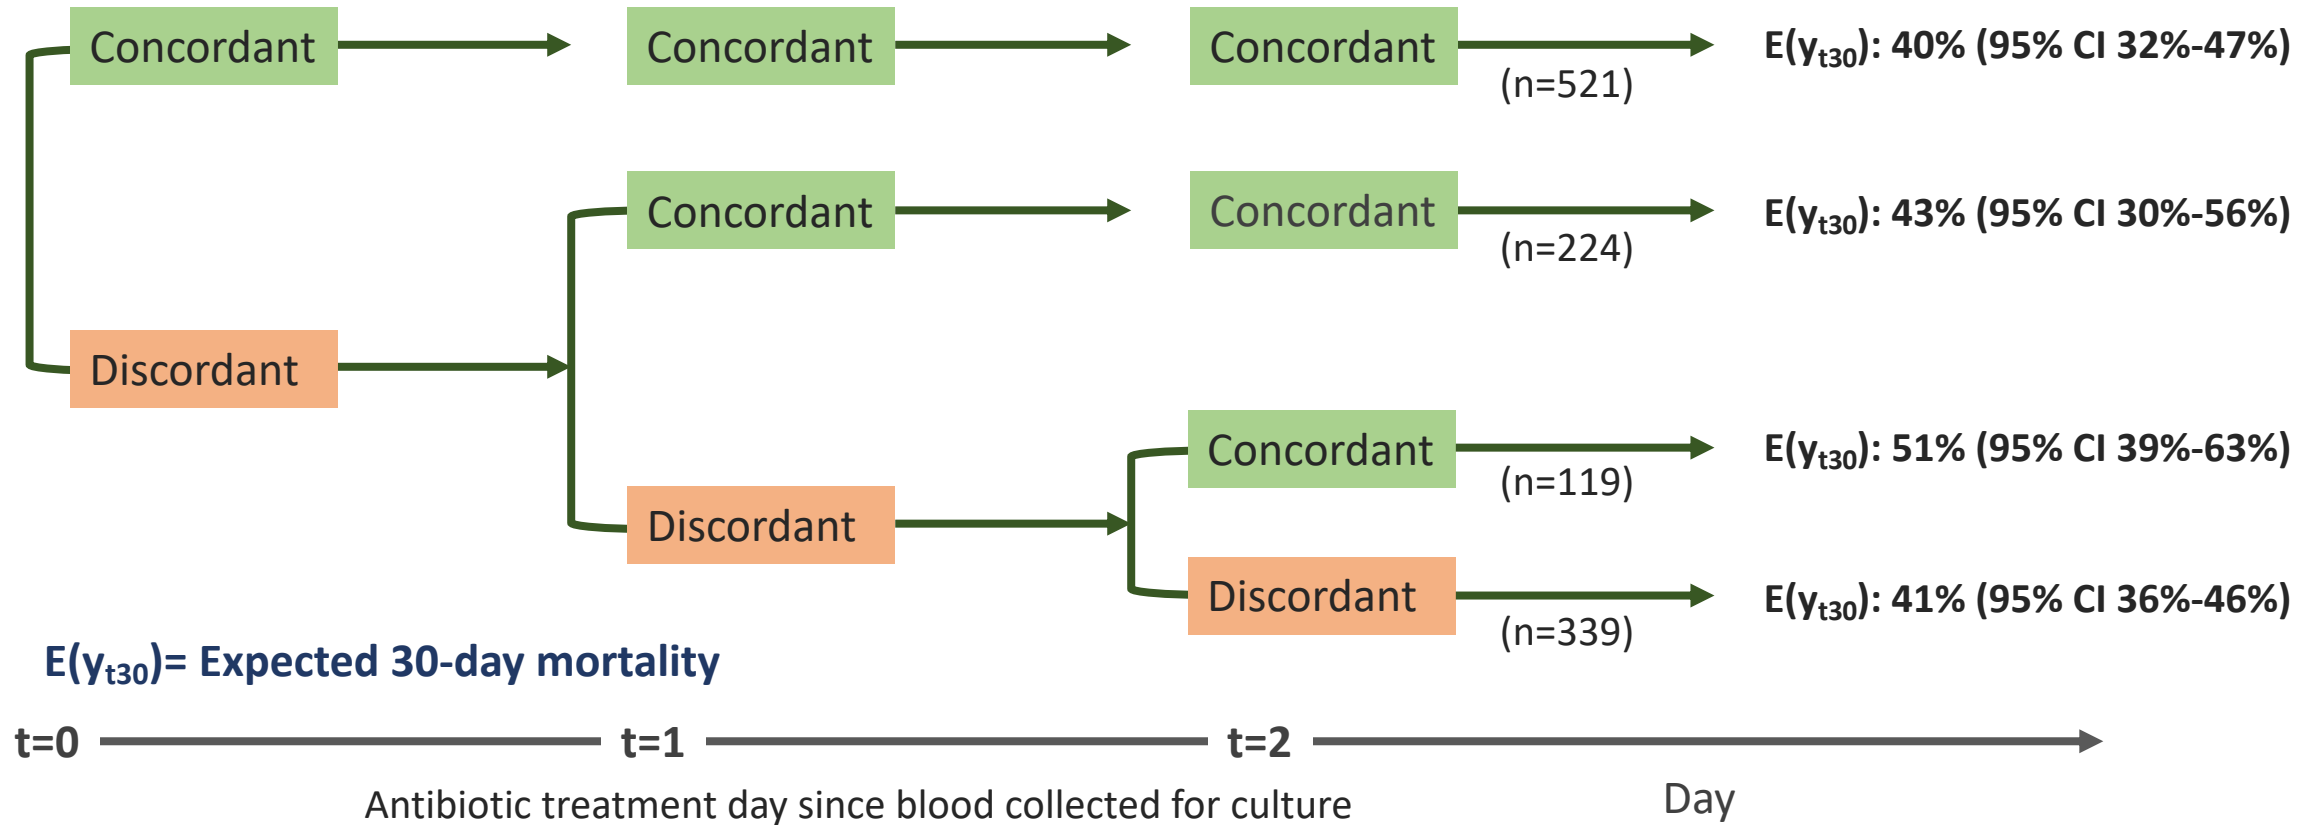 Concordant Concordant Concordant E(yt30): 40% (95% CI 32%-47%)
(n=521)
Concordant Concordant E(yt30): 43% (95% CI 30%-56%)
(n=224)
Discordant
Concordant E(yt30): 51% (95% CI 39%-63%)
(n=119)
Discordant
Discordant E(yt30): 41% (95% CI 36%-46%)
(n=339)
E(yt30)= Expected 30-day mortality
t=0 t=1 t=2
Antibiotic treatment day since blood collected for culture Day